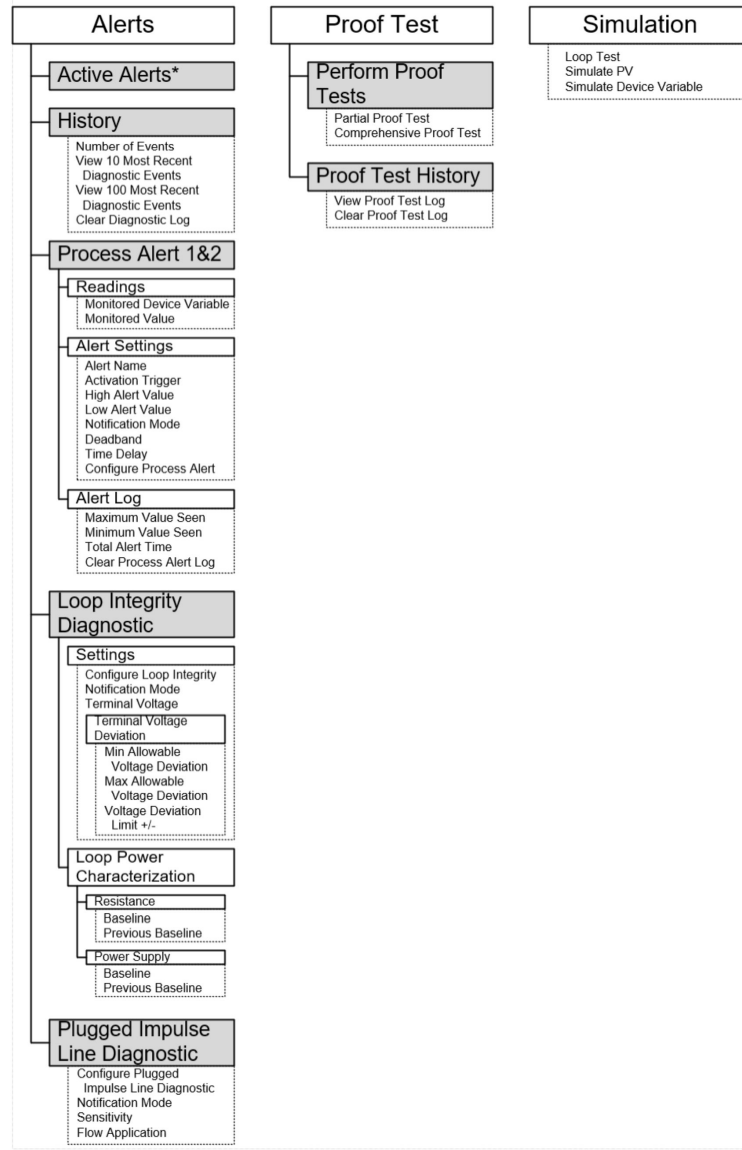 Alerts
Active Alerts*
History
Number of Events
View 10 Most Recent
Diagnostic Events
View 100 Most Recent
Diagnostic Events
Clear Diagnostic Log
Process Alert 1&2
Readings
Monitored Device Variable
Monitored Value
Alert Settings
Alert Name
Activation Trigger
High Alert Value
Low Alert Value
Notification Mode
Deadband
Time Delay
Configure Process Alert
Alert Log
Maximum Value Seen
Minimum Value Seen
Total Alert Time
Clear Process Alert Log
Loop Integrity
Diagnostic
Settings
Configure Loop Integrity
Notification Mode
Terminal Voltage
Terminal Voltage
Deviation
Min Allowable
Voltage Deviation
Max Allowable
Voltage Deviation
Voltage Deviation
Limit +/-
Loop Power
Characterization
Resistance
Baseline
Previous Baseline
Power Supply
Baseline
Previous Baseline
Plugged Impulse
Line Diagnostic
Configure Plugged
Impulse Line Diagnostic
Notification Mode
Sensitivity
Flow Application
Proof Test
Perform Proof
Tests
Partial Proof Test
Comprehensive Proof Test
Proof Test History
View Proof Test Log
Clear Proof Test Log
Simulation
Loop Test
Simulate PV
Simulate Device Variable